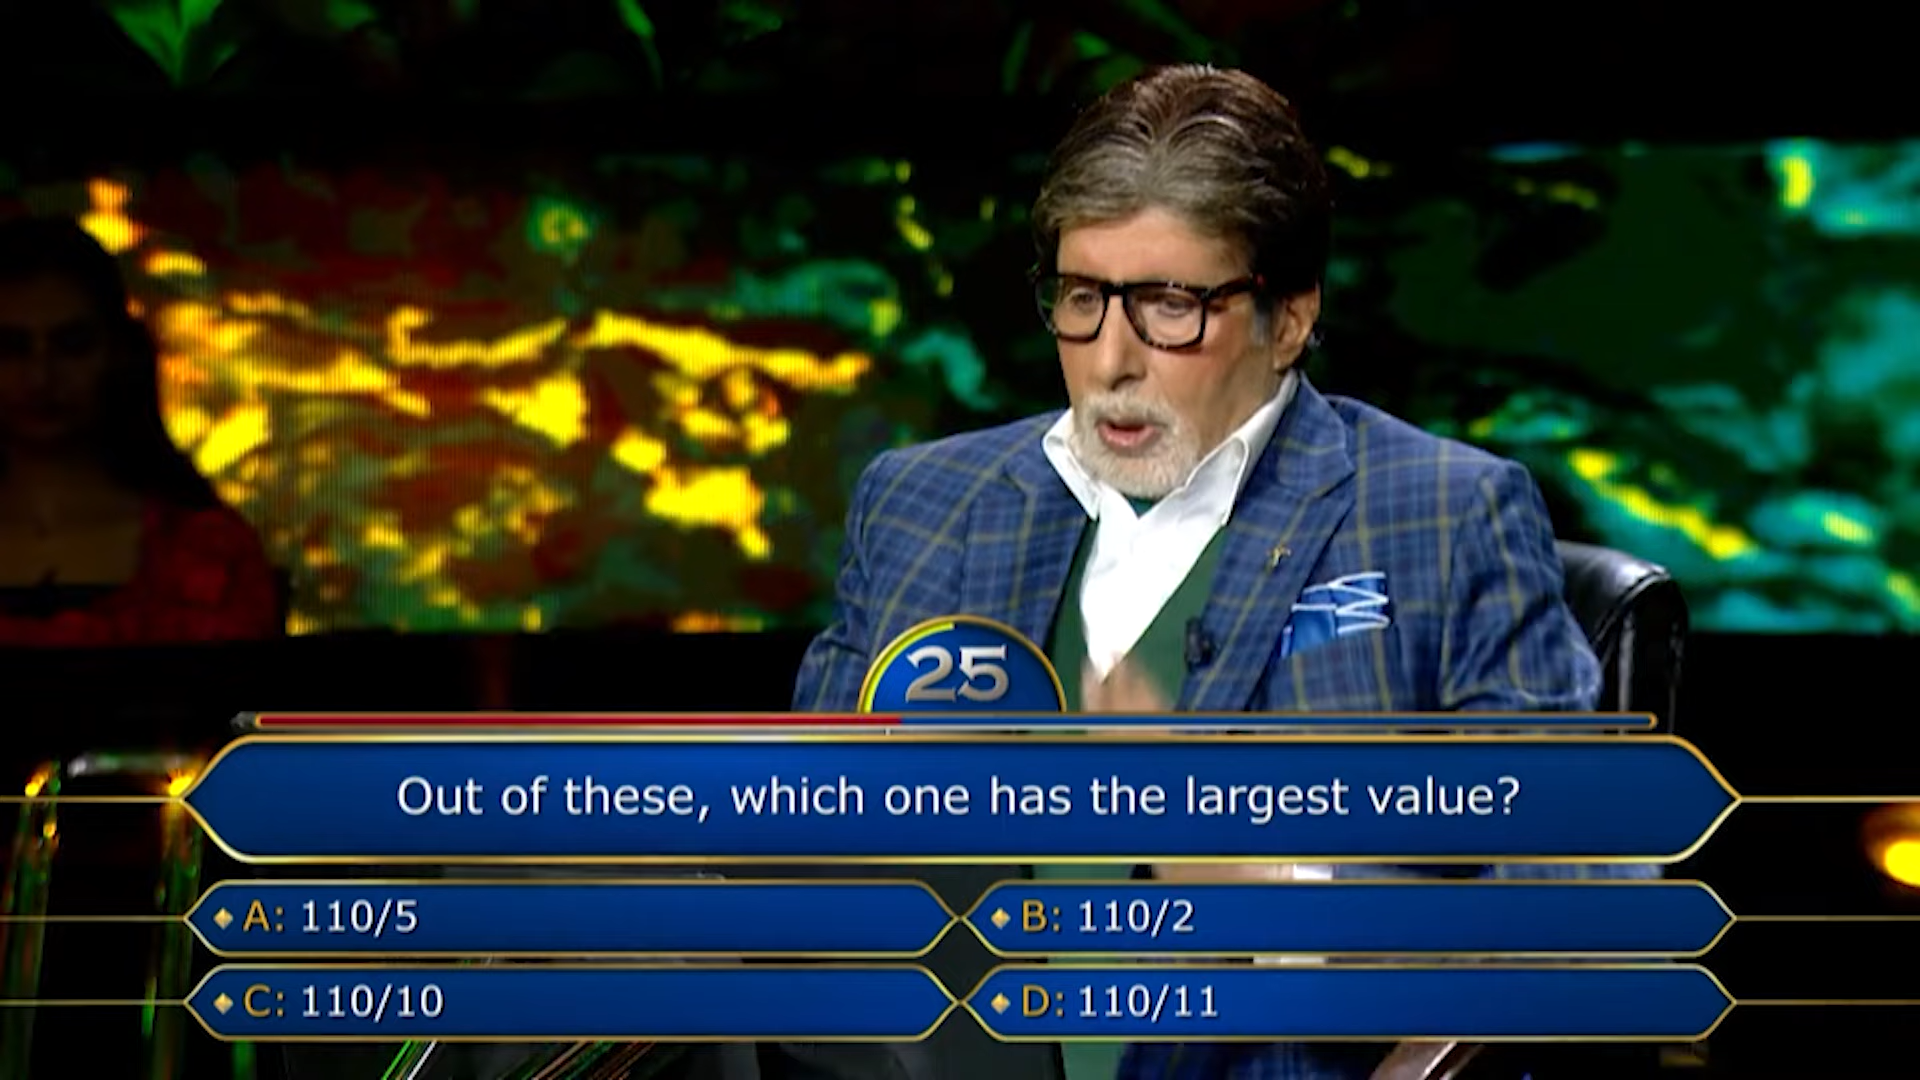 25
Out of these, which one has the largest value?
A: 110/5
B: 110/2
C: 110/10
D: 110/11